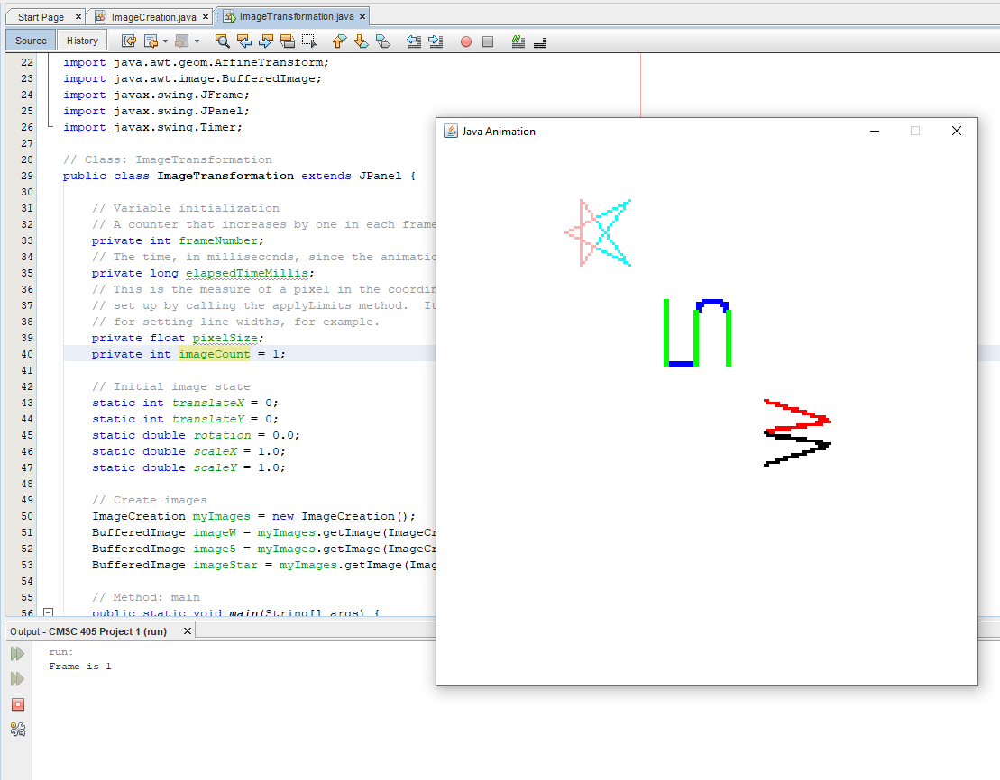 Start Page
ImageCreation.java
ImageTransformation.java
Source
History
22 import java.awt.geom.AffineTransform;
23 import java.awt.image.BufferedImage;
24 import javax.swing.JFrame;
25 import javax.swing.JPanel;
26 import javax.swing.Timer;
27
28 // Class: ImageTransformation
29 public class ImageTransformation extends JPanel {
30
31 // Variable initialization
32 // A counter that increases by one in each frame
33 private int frameNumber;
34 // The time, in milliseconds, since the animatio
35 private long elapsedTimeMillis;
36 // This is the measure of a pixel in the coordin
37 // set up by calling the applyLimits method. It
38 // for setting line widths, for example.
39 private float pixelSize;
40 private int imageCount = 1;
41
42 // Initial image state
43 static int translateX = 0;
44 static int translateY = 0;
45 static double rotation = 0.0;
46 static double scaleX = 1.0;
47 static double scaleY = 1.0;
48
49 // Create images
50 ImageCreation myImages = new ImageCreation();
51 BufferedImage imageW = myImages.getImage(ImageCr
52 BufferedImage image5 = myImages.getImage(ImageCr
53 BufferedImage imageStar = myImages.getImage(Imag
54
55 // Method: main
56 public static void main(String[] args) {
Java Animation
5
W
Output - CMSC 405 Project 1 (run)
run:
Frame is 1